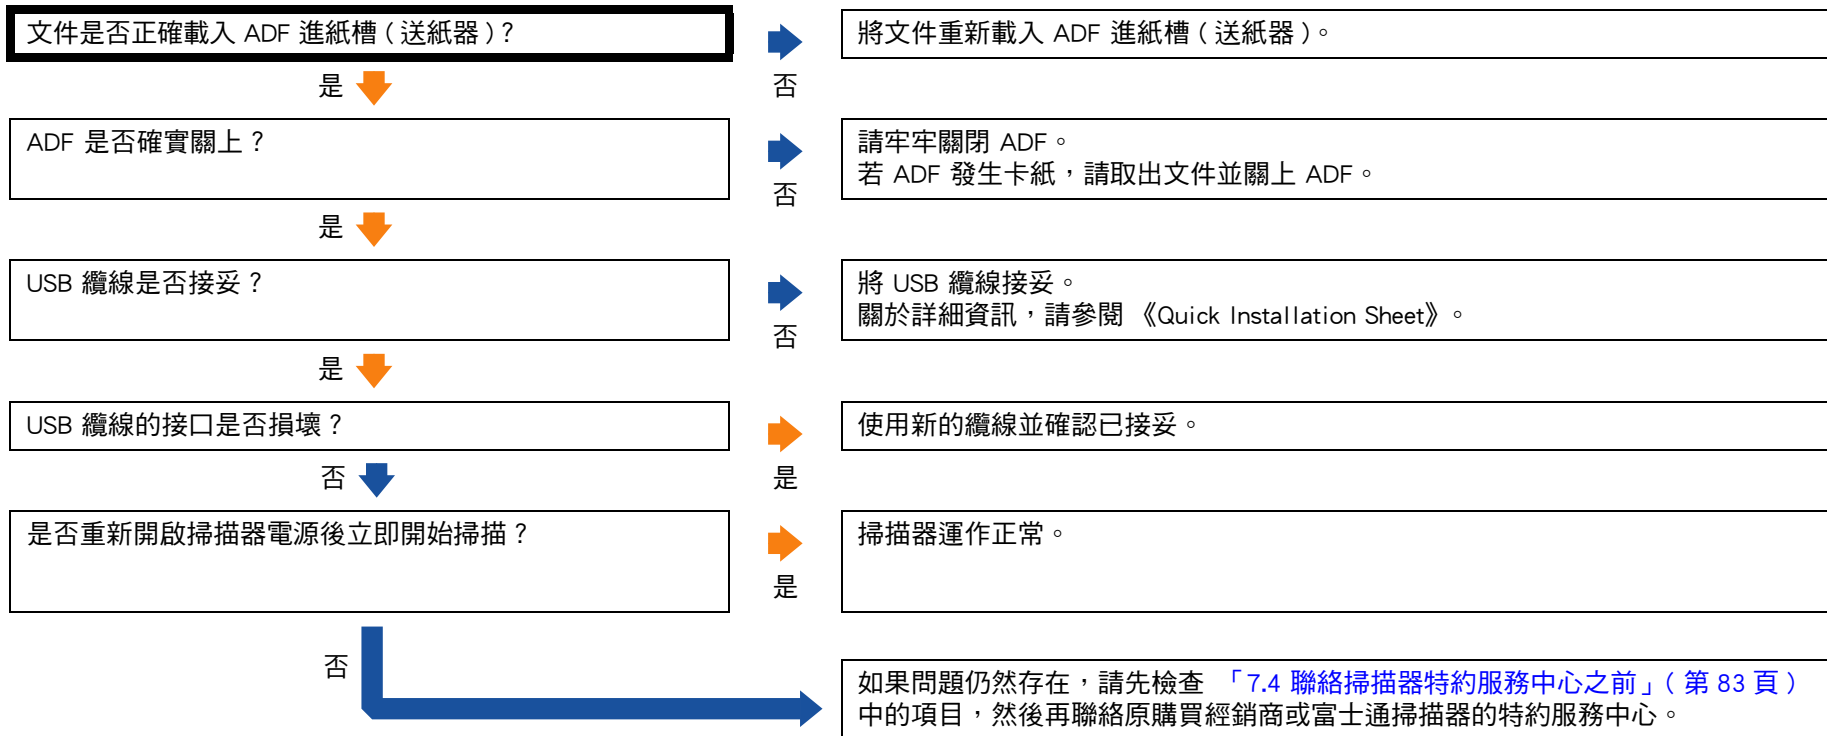 文件是否正確載入 ADF 進紙槽 ( 送紙器 )？
將文件重新載入 ADF 進紙槽 ( 送紙器 )。
是
否
ADF 是否確實關上？
請牢牢關閉 ADF。
若 ADF 發生卡紙，請取出文件並關上 ADF。
否
是
USB 纜線是否接妥？
將 USB 纜線接妥。
關於詳細資訊，請參閱 《Quick Installation Sheet》。
否
是
USB 纜線的接口是否損壞？
使用新的纜線並確認已接妥。
否
是
是否重新開啟掃描器電源後立即開始掃描？
掃描器運作正常。
是
否
如果問題仍然存在，請先檢查 「7.4 聯絡掃描器特約服務中心之前」( 第 83 頁 )
中的項目，然後再聯絡原購買經銷商或富士通掃描器的特約服務中心。